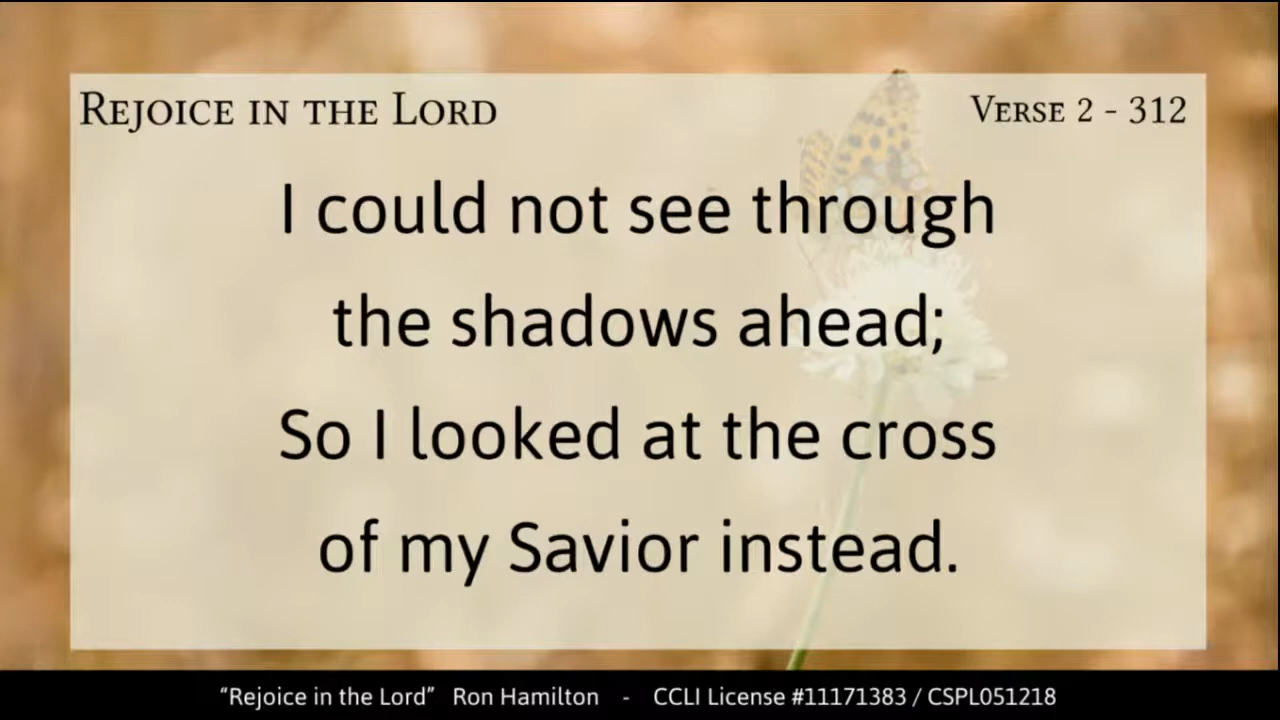 Rejoice in the Lord
Verse 2 - 312
I could not see through
the shadows ahead;
So I looked at the cross
of my Savior instead.
“Rejoice in the Lord” Ron Hamilton - CCLI License #11171383 / CSPL051218